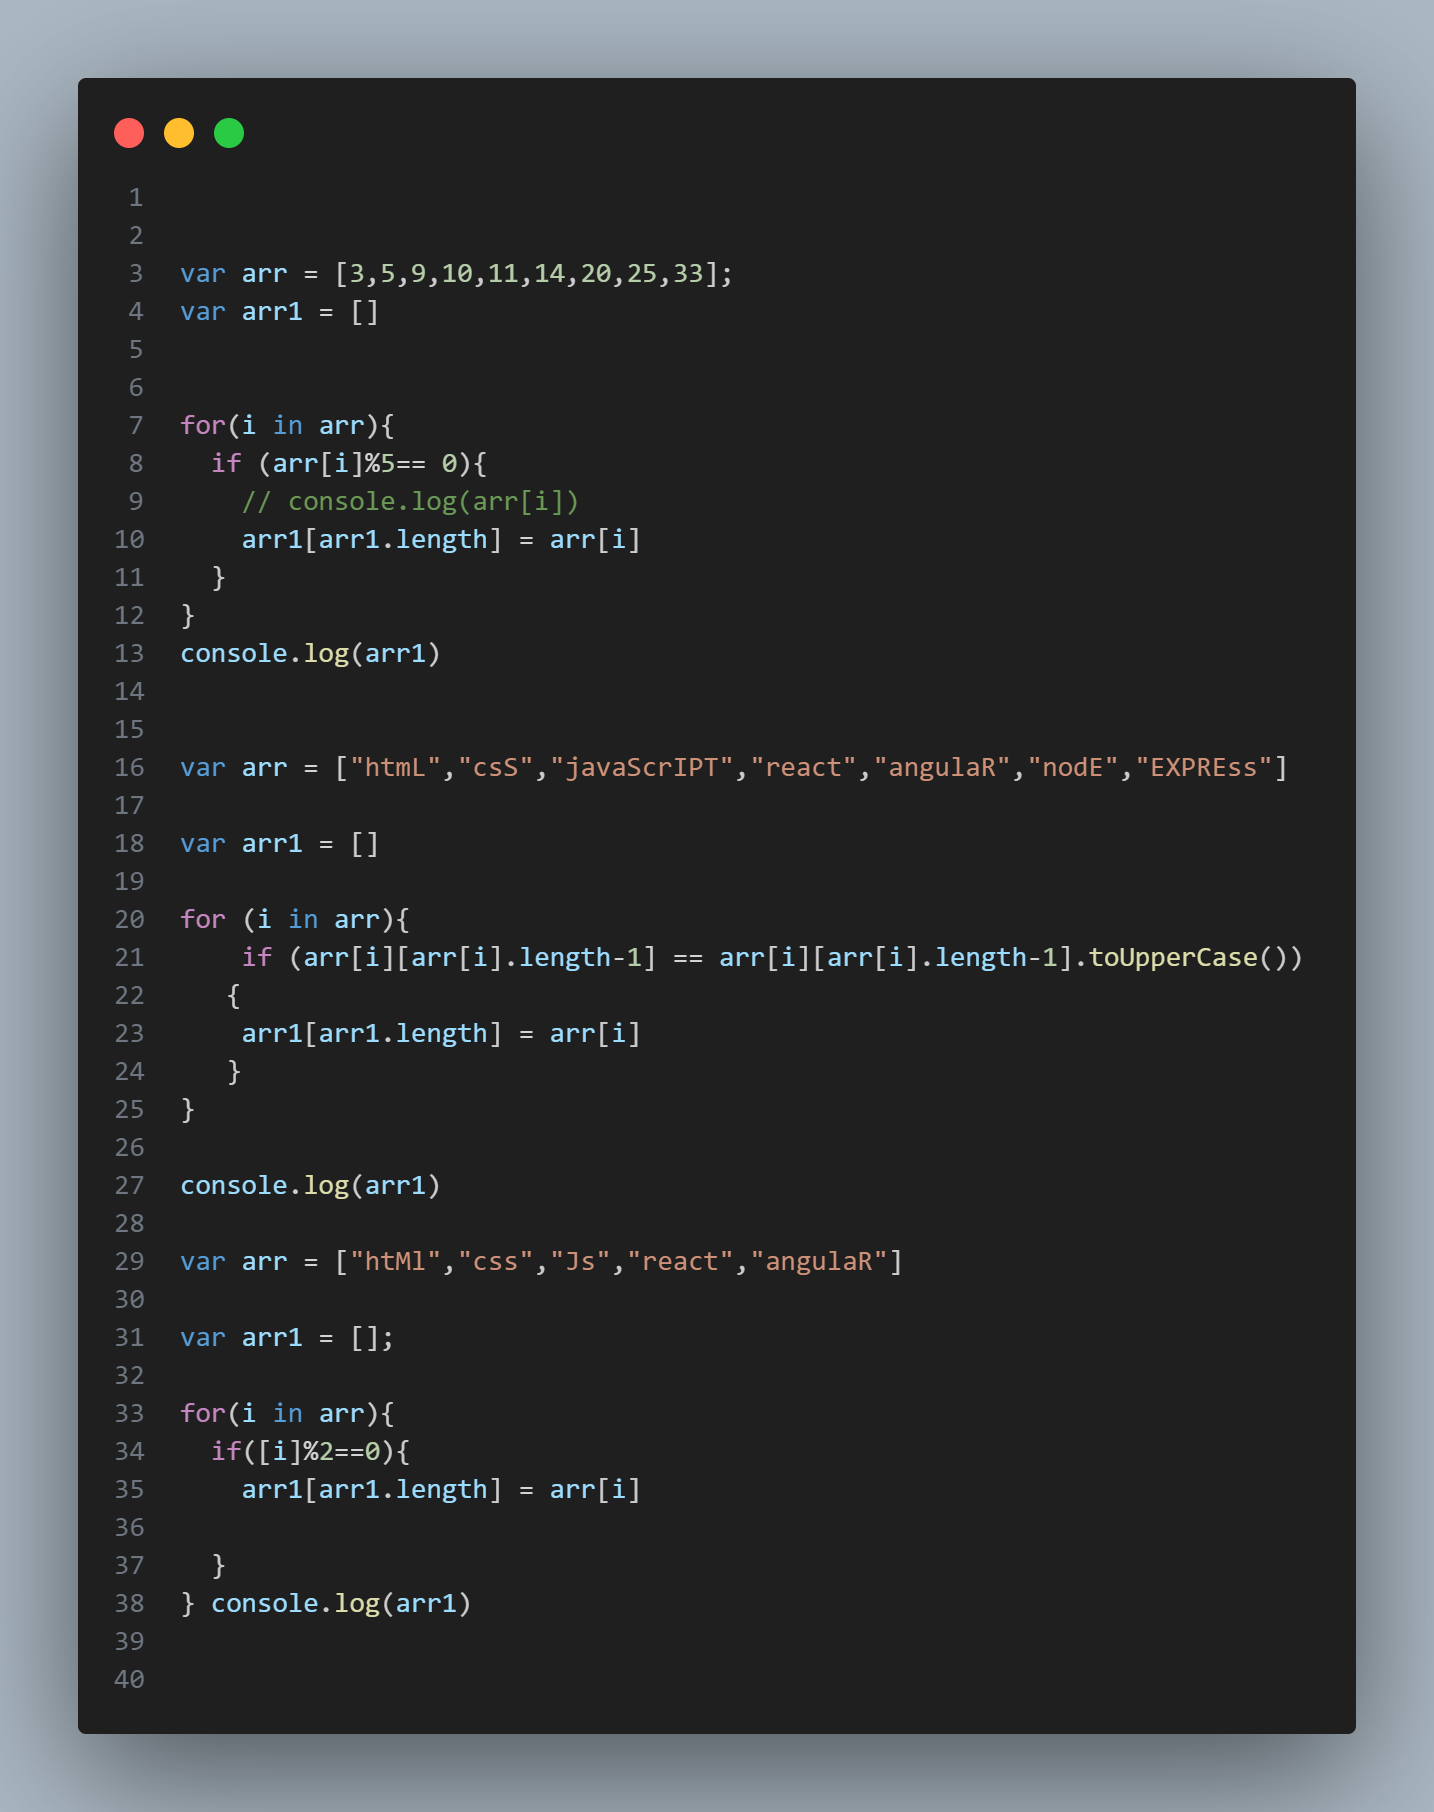 1
2
3 var arr = [3,5,9,10,11,14,20,25,33];
4 var arr1 = []
5
6
7 for(i in arr){
8   if (arr[i]%5== 0){
9     // console.log(arr[i])
10     arr1[arr1.length] = arr[i]
11   }
12 }
13 console.log(arr1)
14
15
16 var arr = ["htmL","csS","javaScrIPT","react","angulaR","nodE","EXPREss"]
17
18 var arr1 = []
19
20 for (i in arr){
21     if (arr[i][arr[i].length-1] == arr[i][arr[i].length-1].toUpperCase())
22    {
23     arr1[arr1.length] = arr[i]
24    }
25 }
26
27 console.log(arr1)
28
29 var arr = ["htMl","css","Js","react","angulaR"]
30
31 var arr1 = [];
32
33 for(i in arr){
34   if([i]%2==0){
35     arr1[arr1.length] = arr[i]
36
37   }
38 } console.log(arr1)
39
40